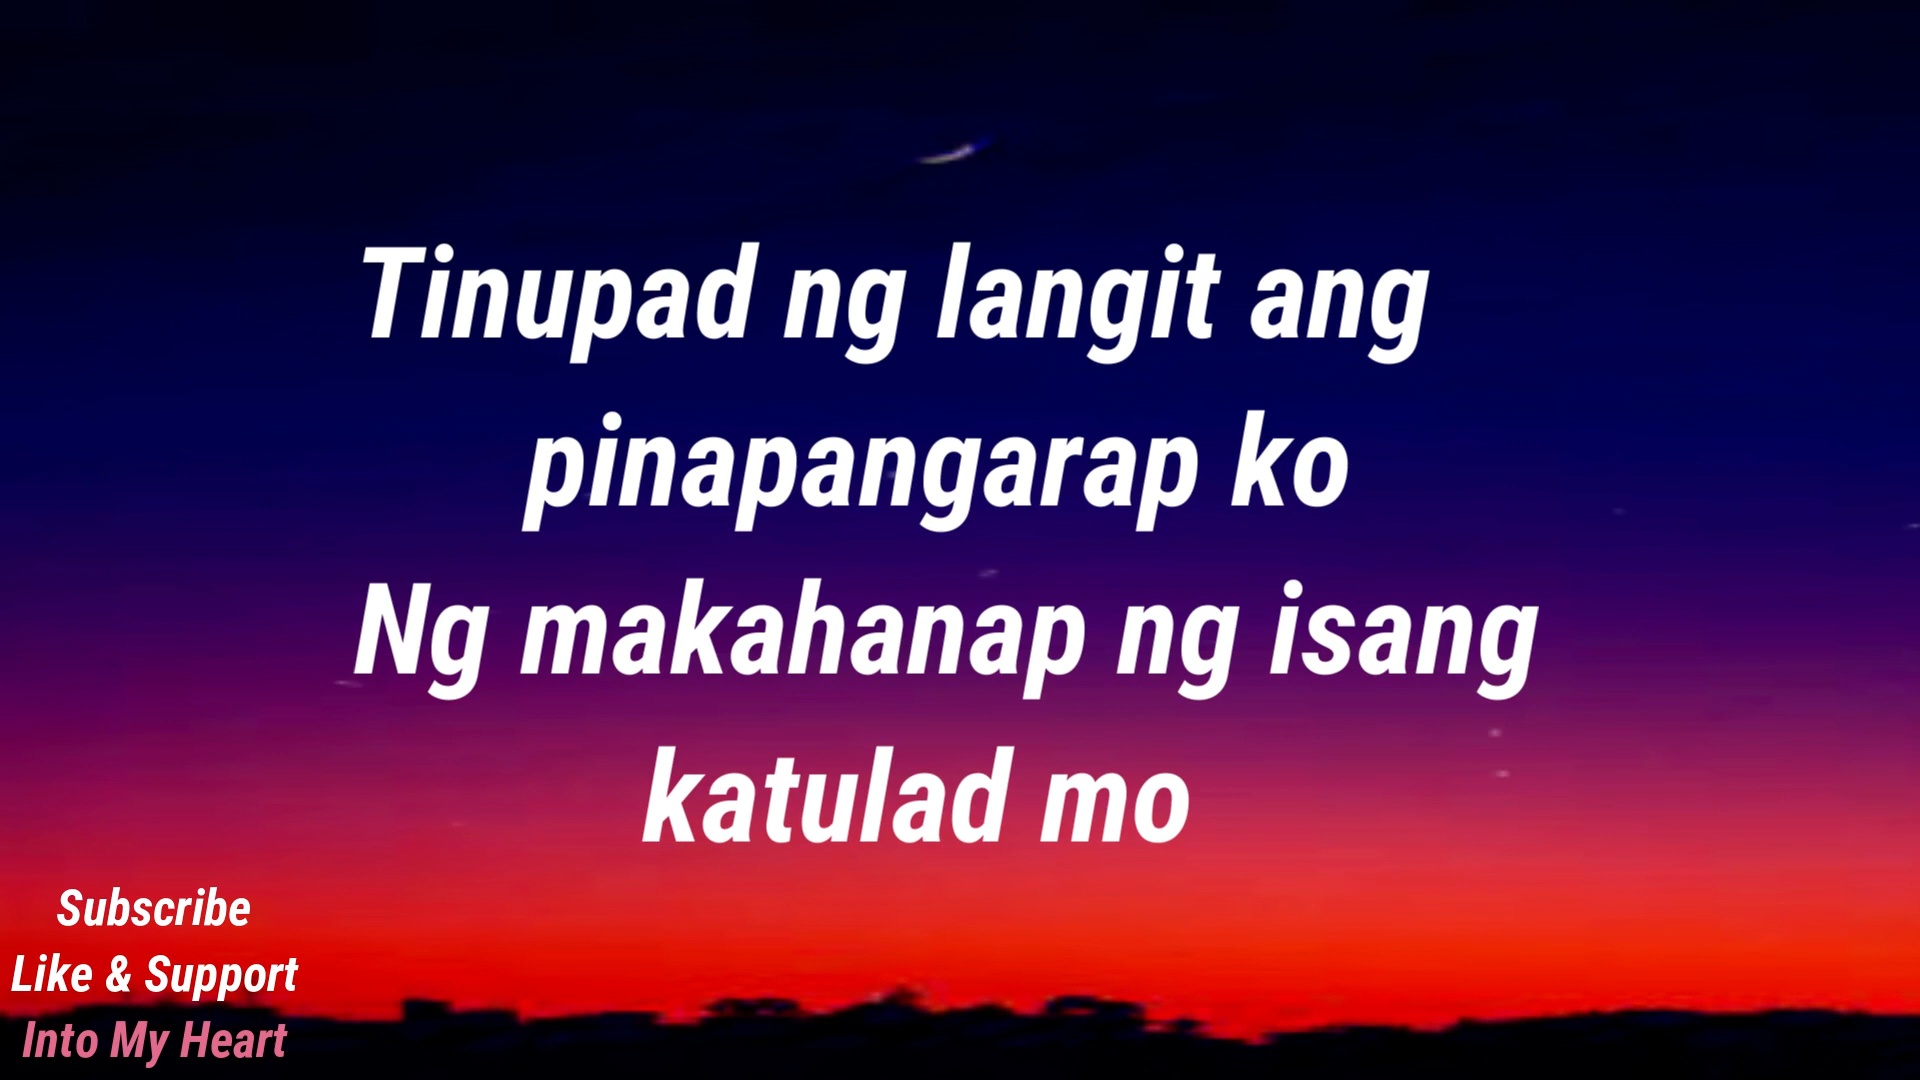 Tinupad ng langit ang
pinapangarap ko
Ng makahanap ng isang
katulad mo
Subscribe
Like & Support
Into My Heart